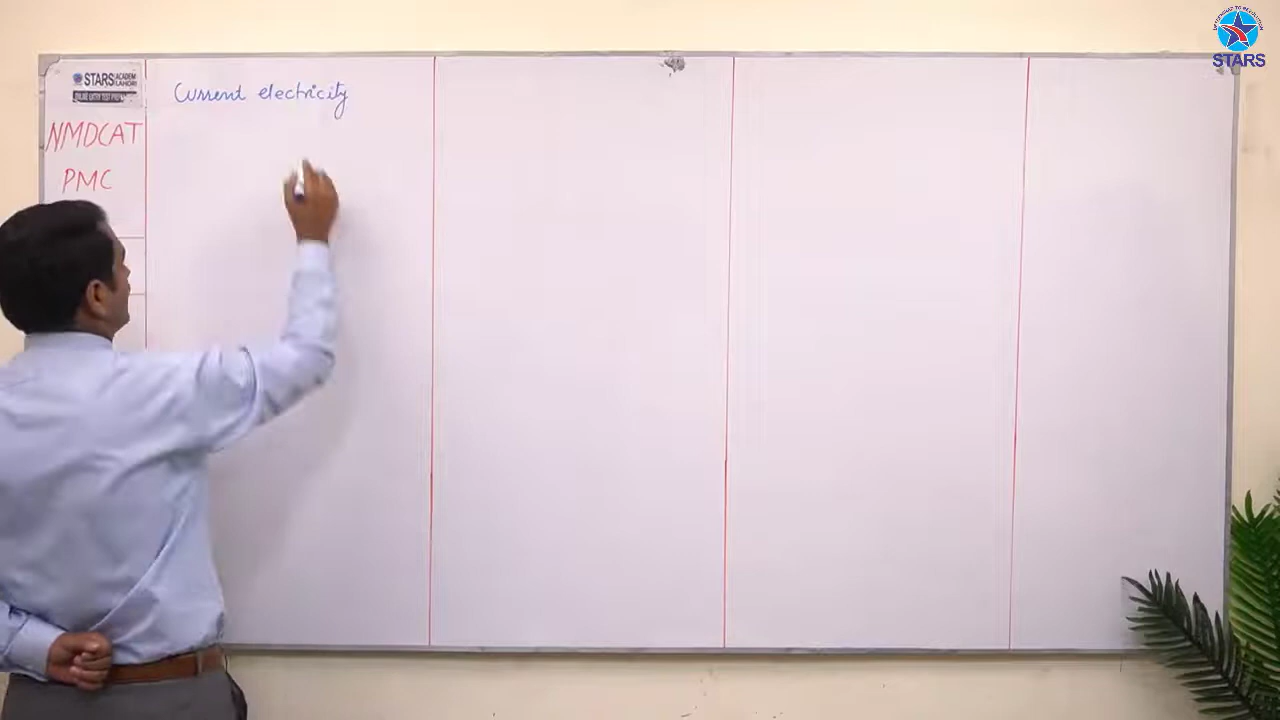 STARS
STARS ACADEMY LAHORE
NMDCAT
PMC
Current electricity